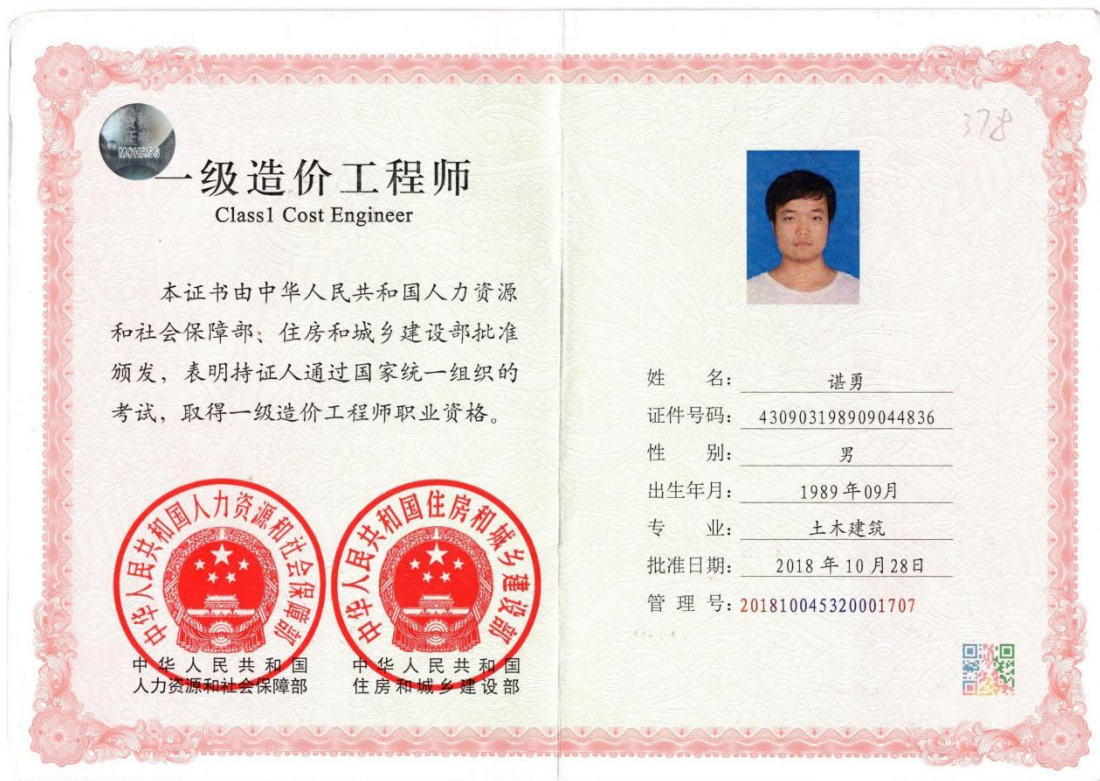 MOHRSS
一级造价工程师
Class1 Cost Engineer
本证书由中华人民共和国人力资源
和社会保障部、住房和城乡建设部批准
颁发，表明持证人通过国家统一组织的
考试，取得一级造价工程师职业资格。
中华人民共和国人力资源和社会保障部
中华人民共和国住房和城乡建设部
中华人民共和国
人力资源和社会保障部
中华人民共和国
住房和城乡建设部
378
姓 名： 谌勇
证件号码： 430903198909044836
性 别： 男
出生年月： 1989年09月
专 业： 土木建筑
批准日期： 2018年10月28日
管 理 号： 201810045320001707